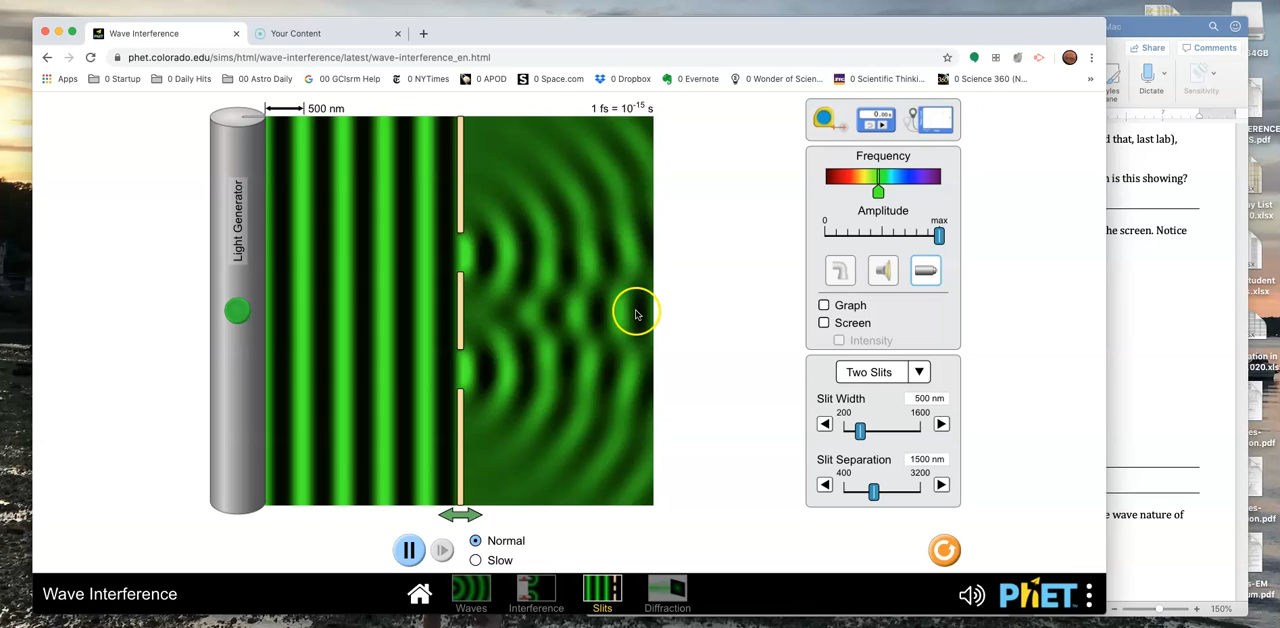 Wave Interference
Your Content
Mac
phet.colorado.edu/sims/html/wave-interference/latest/wave-interference_en.html
Share
Comments
Apps
0 Startup
0 Daily Hits
00 Astro Daily
00 GClsrm Help
0 NYTimes
0 APOD
0 Space.com
0 Dropbox
0 Evernote
0 Wonder of Scien...
0 Scientific Thinki...
0 Science 360 (N...
»
Dictate
Sensitivity
500 nm
1 fs = 10⁻¹⁵ s
0.00 s
Light Generator
Frequency
Amplitude
0
max
Graph
Screen
Intensity
Two Slits
Slit Width
500 nm
200
1600
Slit Separation
1500 nm
400
3200
Normal
Slow
Wave Interference
Waves
Interference
Slits
Diffraction
PhET
d that, last lab),
n is this showing?
he screen. Notice
e wave nature of
150%
64GB